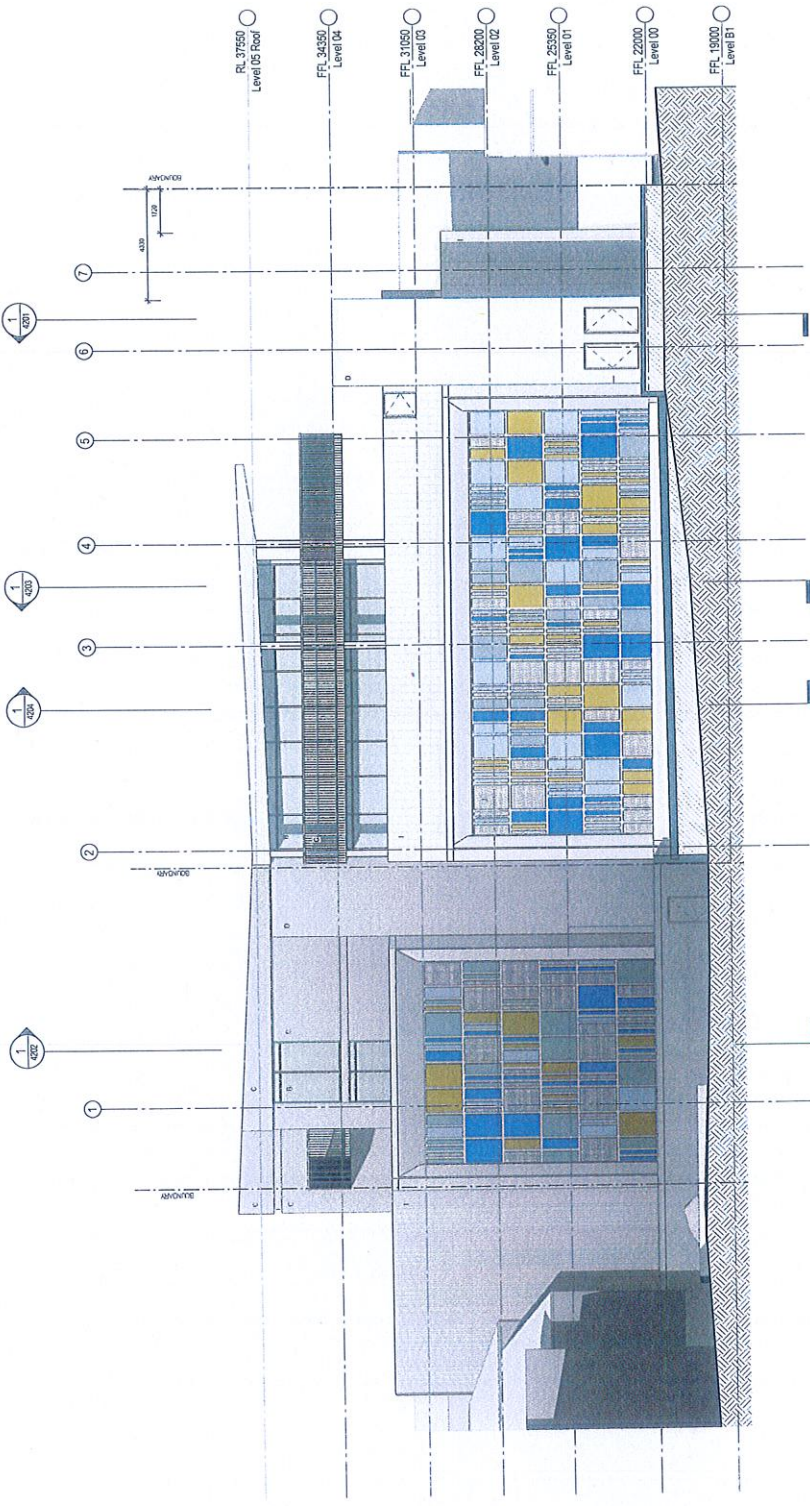 RL 37550
Level 05 Roof
FFL 34350
Level 04
FFL 31050
Level 03
FFL 28200
Level 02
FFL 25350
Level 01
FFL 22000
Level 00
FFL 19000
Level B1
BOUNDARY
1720
4330
7
1
4201
6
5
4
1
4203
3
1
4204
2
BOUNDARY
1
4202
1
BOUNDARY
D
I
G
D
C
C
B
C
C
T